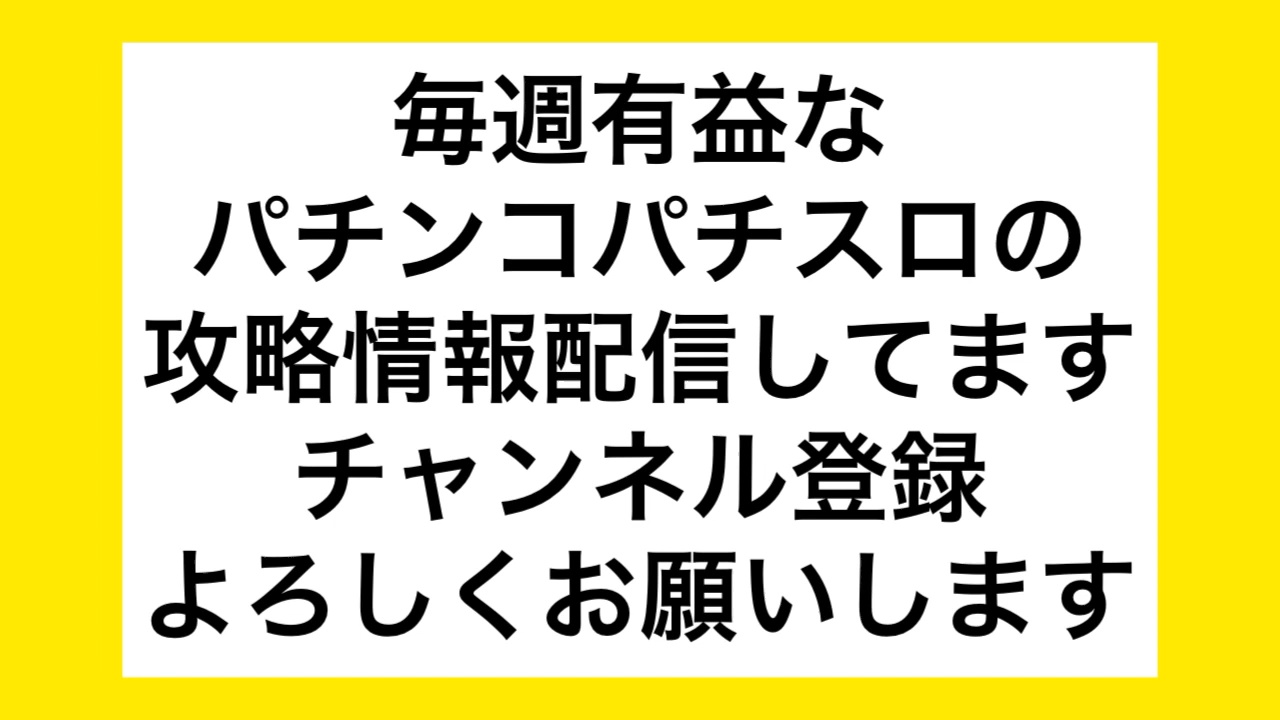 毎週有益な
パチンコパチスロの
攻略情報配信してます
チャンネル登録
よろしくお願いします